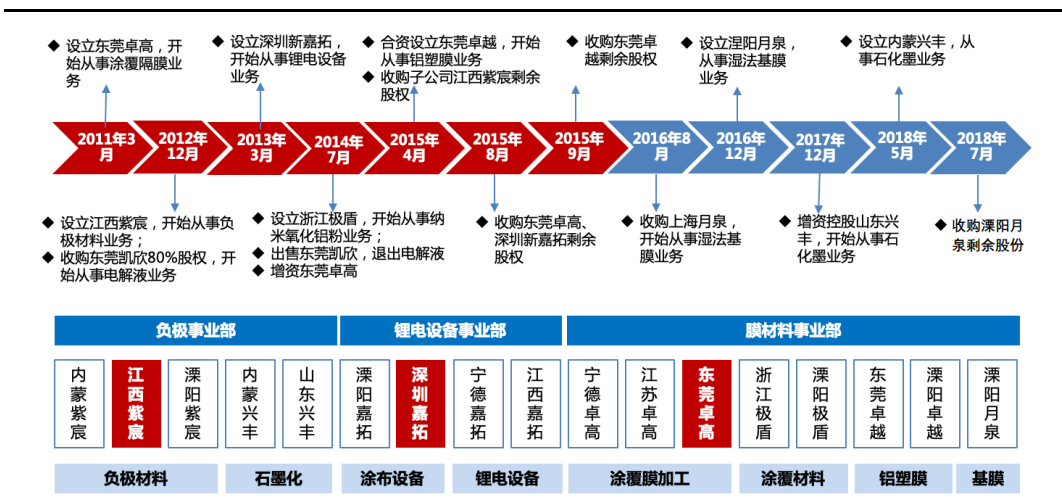 ◆ 设立东莞卓高，开
始从事涂覆隔膜业
务
◆ 设立深圳新嘉拓，
开始从事锂电设备
业务
◆ 合资设立东莞卓越，开始
从事铝塑膜业务
◆ 收购子公司江西紫宸剩余
股权
◆ 收购东莞卓
越剩余股权
◆ 设立涅阳月泉，
从事湿法基膜
业务
◆ 设立内蒙兴丰，从
事石化墨业务
2011年3
月
2012年
12月
2013年
3月
2014年
7月
2015年
4月
2015年
8月
2015年
9月
2016年8
月
2016年
12月
2017年
12月
2018年
5月
2018年
7月
◆ 设立江西紫宸，开始从事负
极材料业务；
◆ 收购东莞凯欣80%股权，开
始从事电解液业务
◆ 设立浙江极盾，开始从事纳
米氧化铝粉业务；
◆ 出售东莞凯欣，退出电解液
◆ 增资东莞卓高
◆ 收购东莞卓高、
深圳新嘉拓剩余
股权
◆ 收购上海月泉，
开始从事湿法基
膜业务
◆ 增资控股山东兴
丰，开始从事石
化墨业务
◆ 收购溧阳月
泉剩余股份
负极事业部
锂电设备事业部
膜材料事业部
内蒙紫宸
江西紫宸
溧阳紫宸
内蒙兴丰
山东兴丰
溧阳嘉拓
深圳嘉拓
宁德嘉拓
江西嘉拓
宁德卓高
江苏卓高
东莞卓高
浙江极盾
溧阳极盾
东莞卓越
溧阳卓越
溧阳月泉
负极材料
石墨化
涂布设备
锂电设备
涂覆膜加工
涂覆材料
铝塑膜
基膜